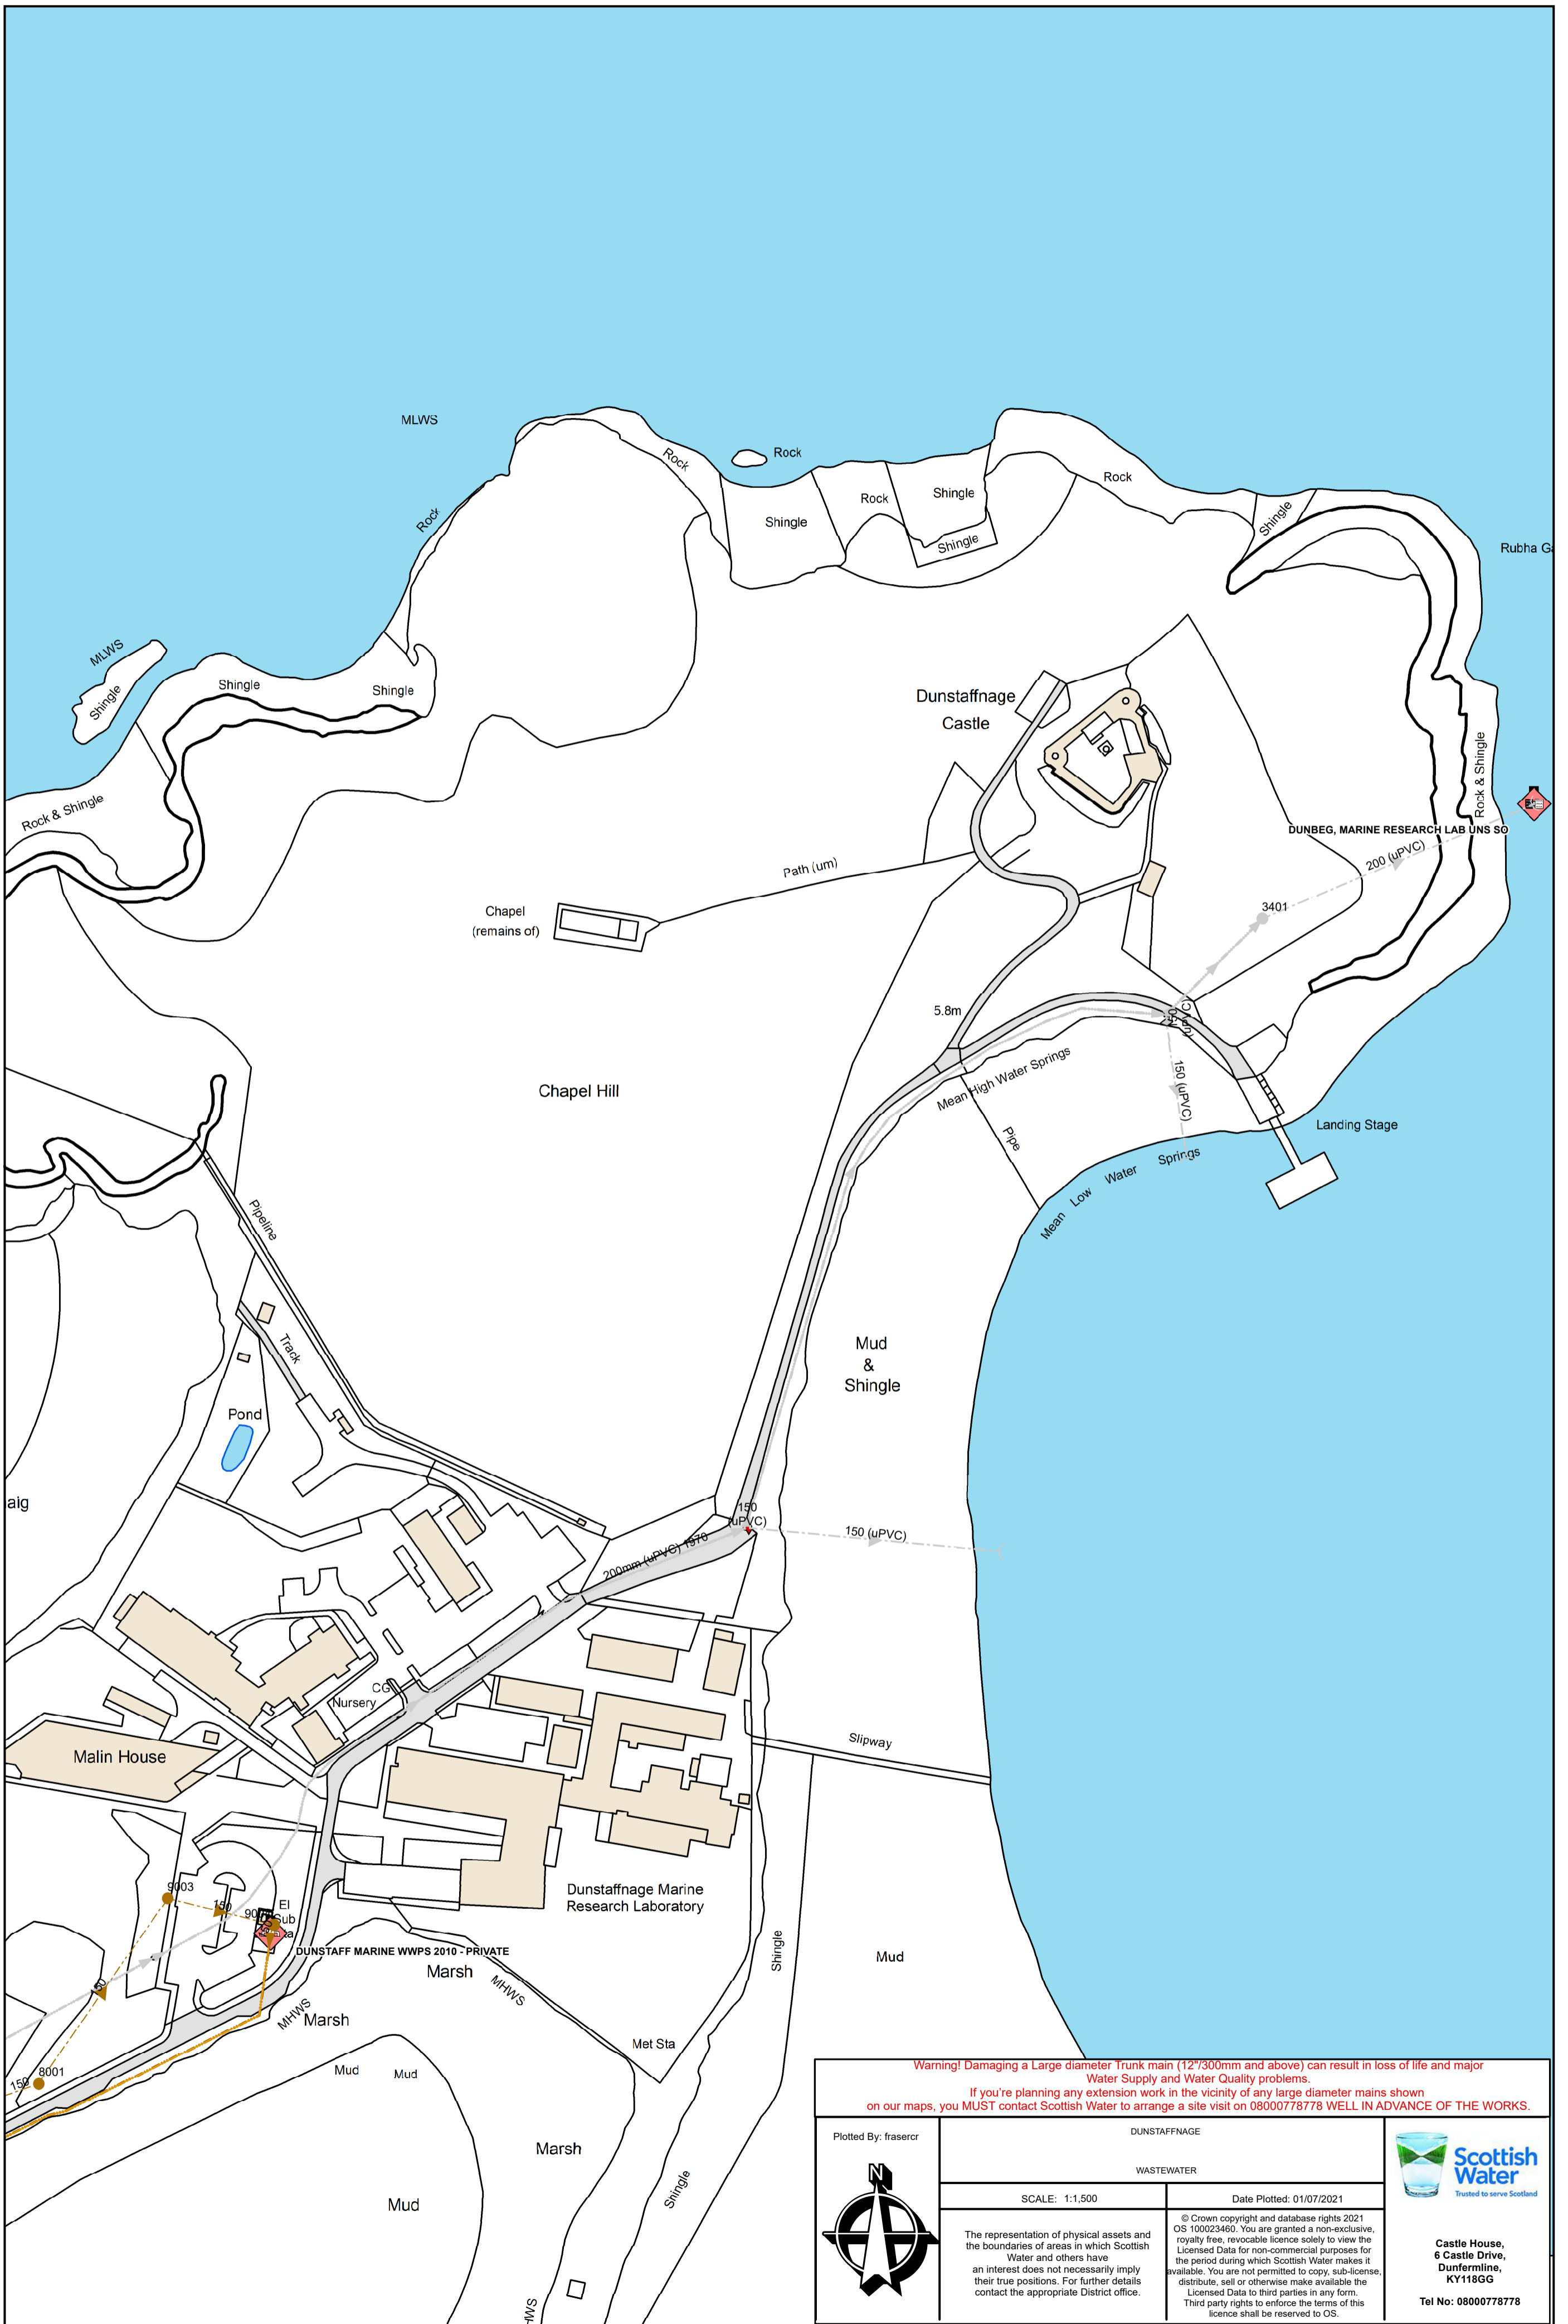 MLWS
Rock
Rock
Rock
Rock
Shingle
Rock
Shingle
Shingle
Shingle
MLWS
Shingle
Shingle
Shingle
Rock & Shingle
Dunstaffnage
Castle
Rock & Shingle
DUNBEG, MARINE RESEARCH LAB UNS SO
200 (uPVC)
3401
Path (um)
Chapel
(remains of)
5.8m
150
(uPVC)
Mean High Water Springs
150 (uPVC)
Chapel Hill
Pipe
Landing Stage
Mean Low Water Springs
Pipeline
Track
Mud
&
Shingle
Pond
aig
150
(uPVC)
150 (uPVC)
200mm (uPVC) 1970
CG
Nursery
Malin House
Slipway
9003
150
El
Sub
Dunstaffnage Marine
Research Laboratory
DUNSTAFF MARINE WWPS 2010 - PRIVATE
Marsh
MHWS
MHWS
Marsh
Shingle
Mud
Met Sta
Mud
Mud
8001
150
Marsh
Mud
Shingle
Warning! Damaging a Large diameter Trunk main (12"/300mm and above) can result in loss of life and major
Water Supply and Water Quality problems.
If you're planning any extension work in the vicinity of any large diameter mains shown
on our maps, you MUST contact Scottish Water to arrange a site visit on 08000778778 WELL IN ADVANCE OF THE WORKS.
Plotted By: frasercr
N
DUNSTAFFNAGE
WASTEWATER
SCALE: 1:1,500
Date Plotted: 01/07/2021
The representation of physical assets and
the boundaries of areas in which Scottish
Water and others have
an interest does not necessarily imply
their true positions. For further details
contact the appropriate District office.
© Crown copyright and database rights 2021
OS 100023460. You are granted a non-exclusive,
royalty free, revocable licence solely to view the
Licensed Data for non-commercial purposes for
the period during which Scottish Water makes it
available. You are not permitted to copy, sub-license,
distribute, sell or otherwise make available the
Licensed Data to third parties in any form.
Third party rights to enforce the terms of this
licence shall be reserved to OS.
Scottish
Water
Trusted to serve Scotland
Castle House,
6 Castle Drive,
Dunfermline,
KY118GG
Tel No: 08000778778